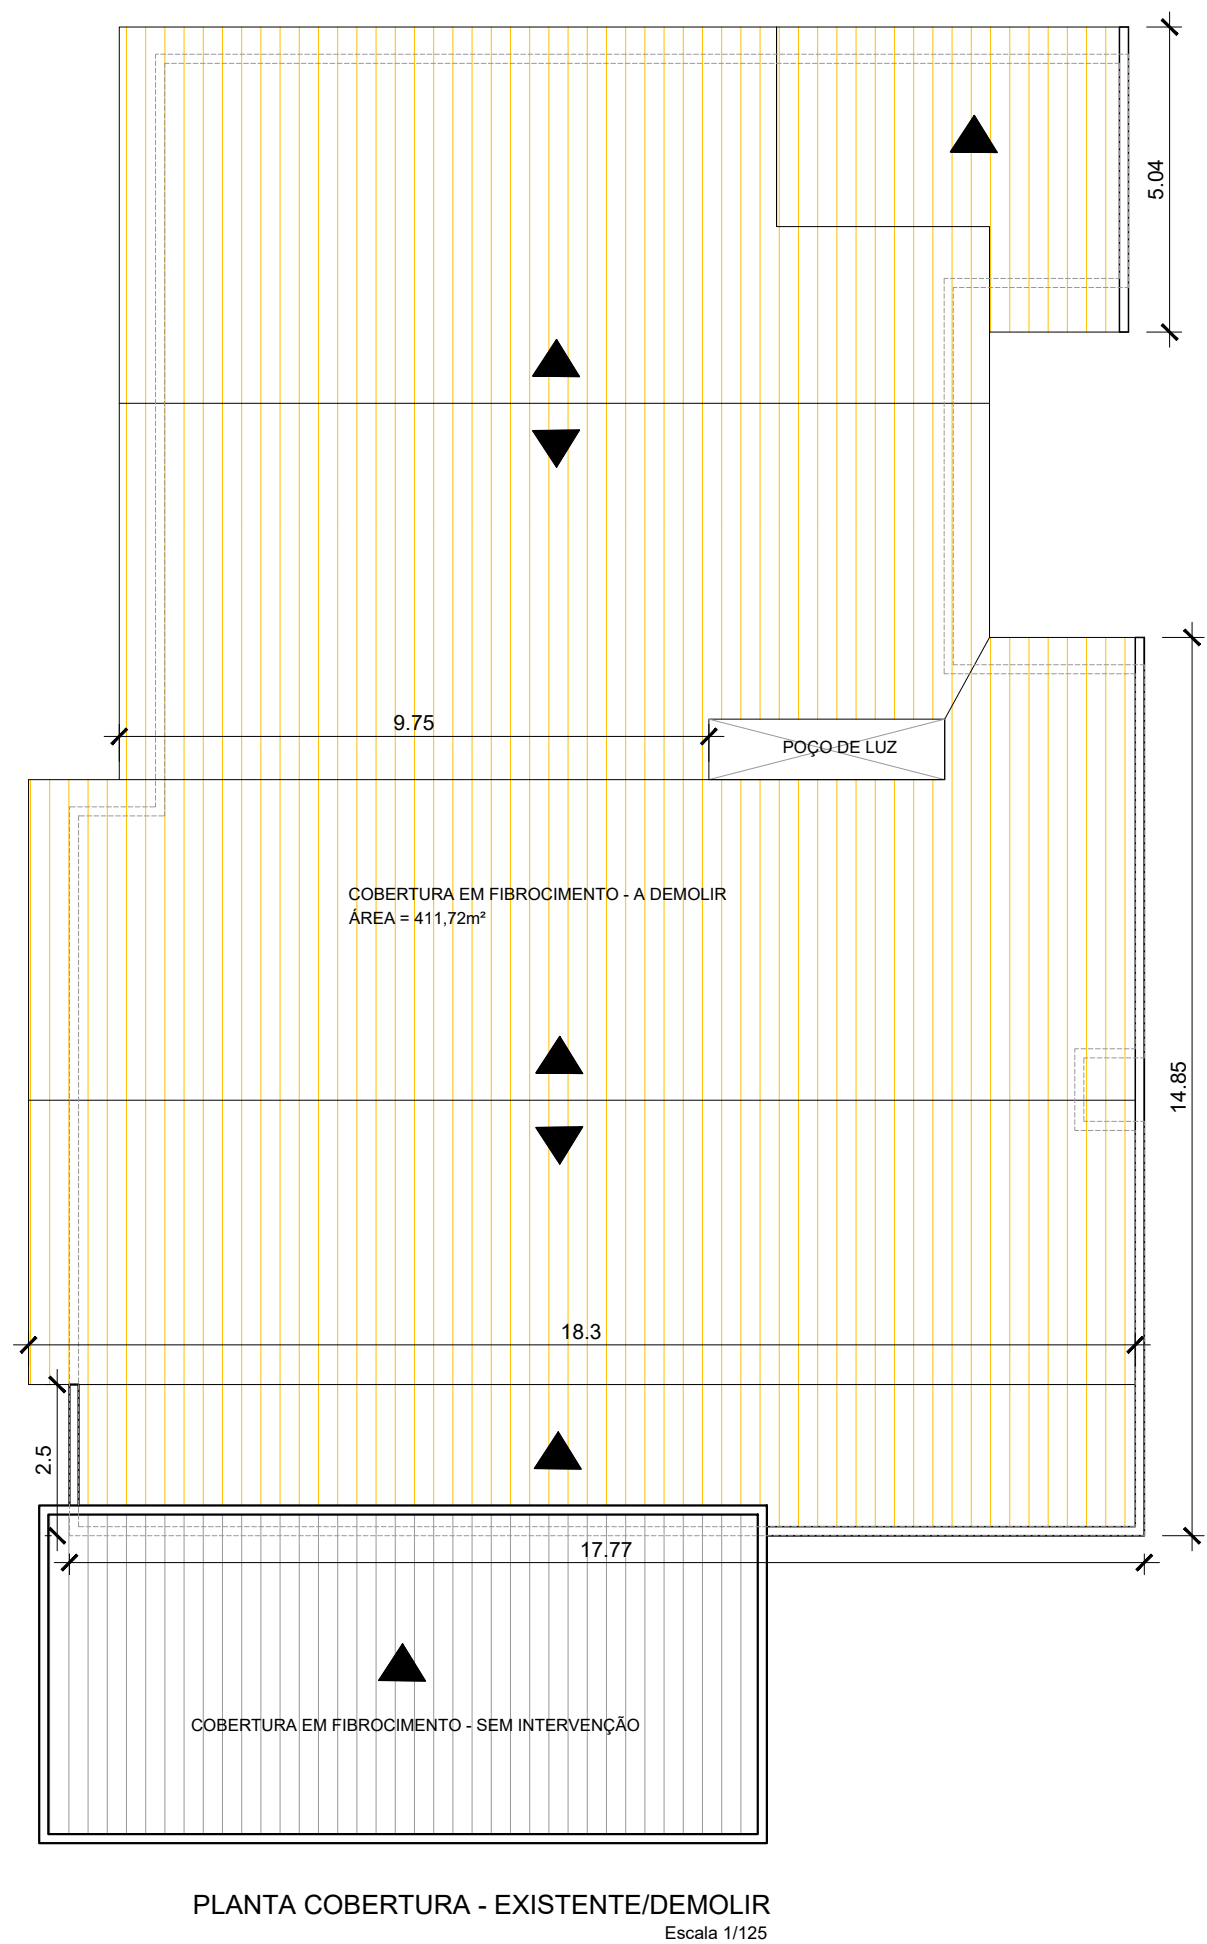 5.04
9.75
POÇO DE LUZ
COBERTURA EM FIBROCIMENTO - A DEMOLIR
ÁREA = 411,72m²
14.85
18.3
2.5
17.77
COBERTURA EM FIBROCIMENTO - SEM INTERVENÇÃO
PLANTA COBERTURA - EXISTENTE/DEMOLIR
Escala 1/125